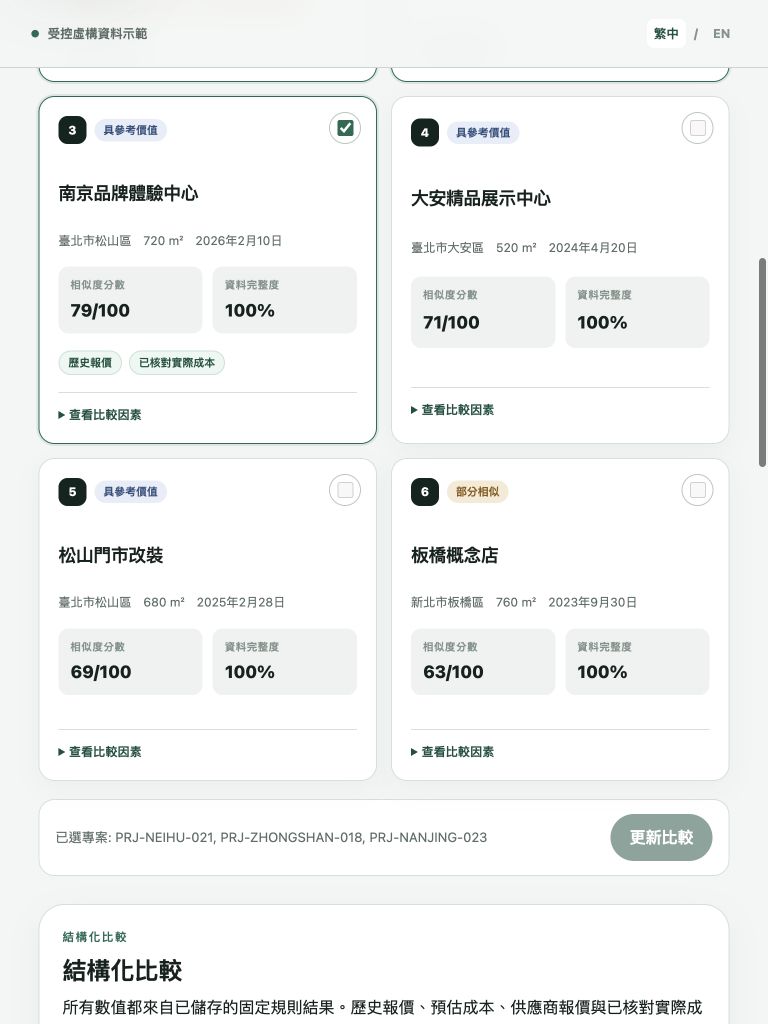 受控虛構資料示範
繁中 / EN
3 具參考價值
南京品牌體驗中心
臺北市松山區 720 m² 2026年2月10日
相似度分數 資料完整度
79/100 100%
歷史報價 已核對實際成本
▶ 查看比較因素
4 具參考價值
大安精品展示中心
臺北市大安區 520 m² 2024年4月20日
相似度分數 資料完整度
71/100 100%
▶ 查看比較因素
5 具參考價值
松山門市改裝
臺北市松山區 680 m² 2025年2月28日
相似度分數 資料完整度
69/100 100%
▶ 查看比較因素
6 部分相似
板橋概念店
新北市板橋區 760 m² 2023年9月30日
相似度分數 資料完整度
63/100 100%
▶ 查看比較因素
已選專案: PRJ-NEIHU-021, PRJ-ZHONGSHAN-018, PRJ-NANJING-023
更新比較
結構化比較
結構化比較
所有數值都來自已儲存的固定規則結果。歷史報價、預估成本、供應商報價與已核對實際成